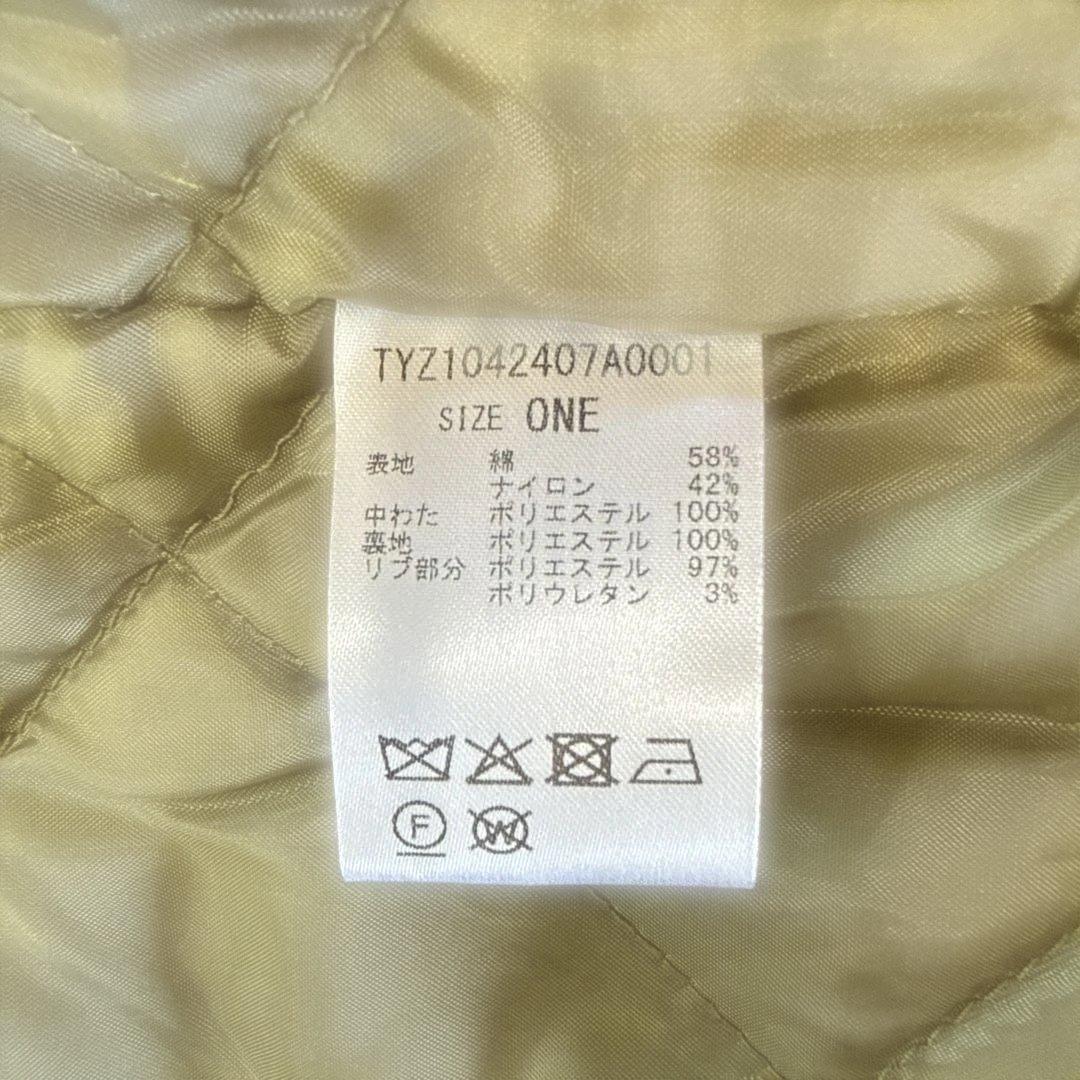 TYZ1042407A0001
SIZE ONE
表地 綿 58%
ナイロン 42%
中わた ポリエステル 100%
裏地 ポリエステル 100%
リブ部分 ポリエステル 97%
ポリウレタン 3%
F W